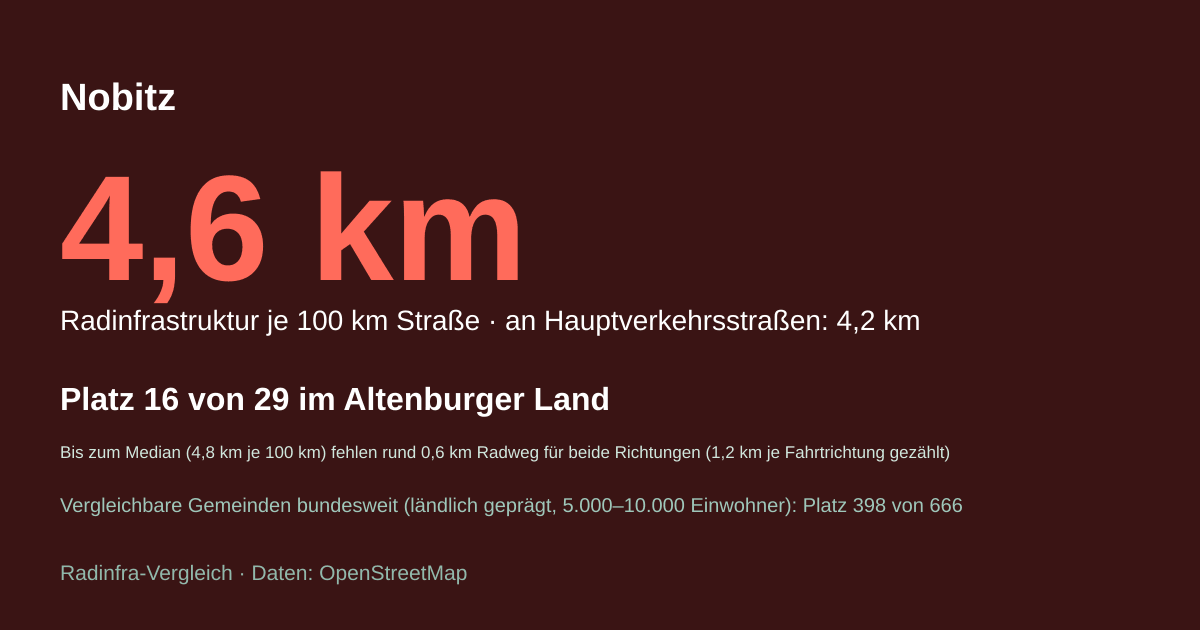 Nobitz
4,6 km
Radinfrastruktur je 100 km Straße · an Hauptverkehrsstraßen: 4,2 km
Platz 16 von 29 im Altenburger Land
Bis zum Median (4,8 km je 100 km) fehlen rund 0,6 km Radweg für beide Richtungen (1,2 km je Fahrtrichtung gezählt)
Vergleichbare Gemeinden bundesweit (ländlich geprägt, 5.000–10.000 Einwohner): Platz 398 von 666
Radinfra-Vergleich · Daten: OpenStreetMap